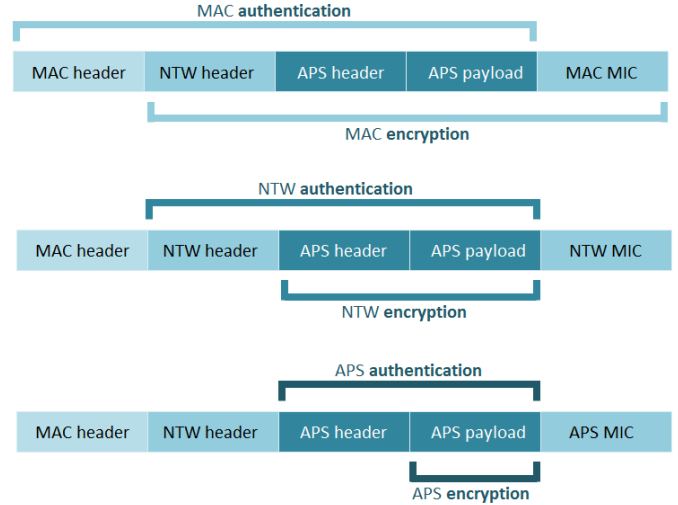 MAC authentication
MAC header NTW header APS header APS payload MAC MIC
MAC encryption
NTW authentication
MAC header NTW header APS header APS payload NTW MIC
NTW encryption
APS authentication
MAC header NTW header APS header APS payload APS MIC
APS encryption